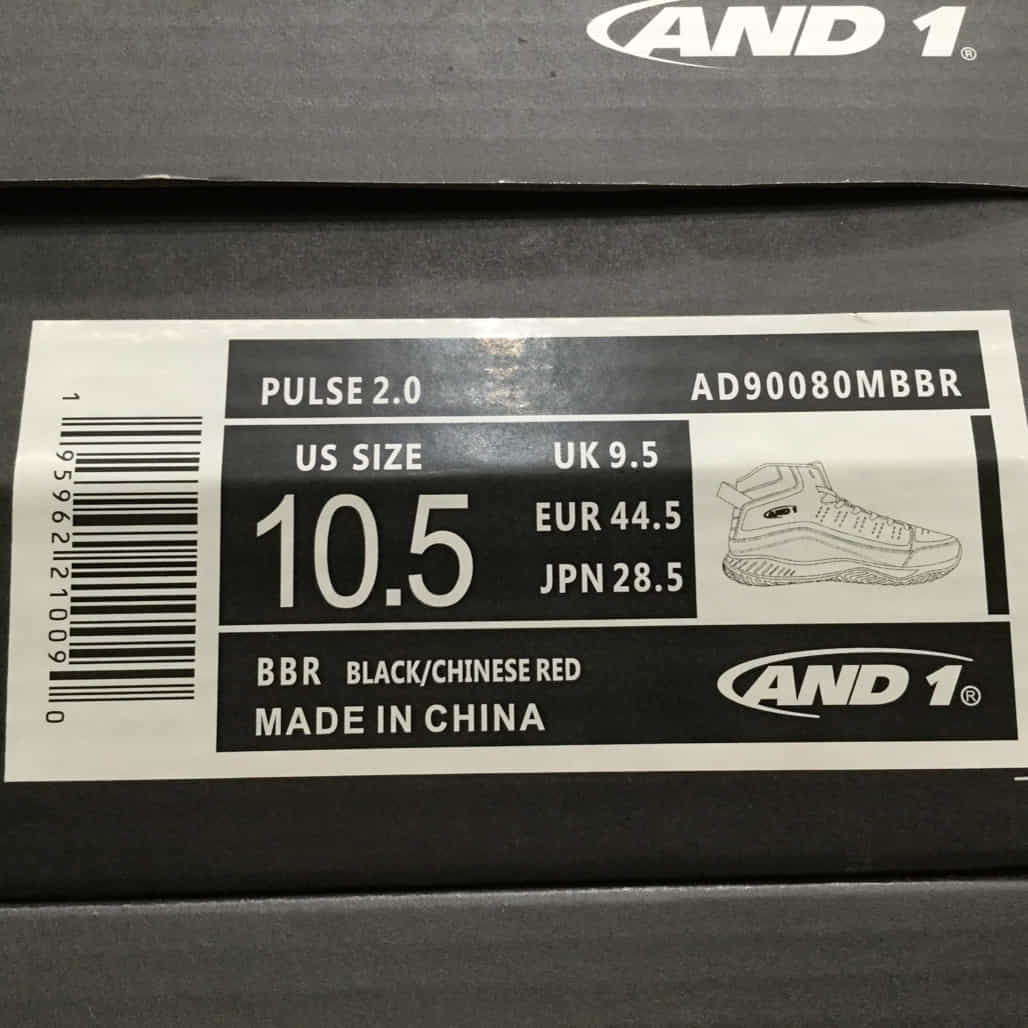 AND 1®
PULSE 2.0 AD90080MBBR
US SIZE
10.5
UK 9.5
EUR 44.5
JPN 28.5
AND 1
BBR BLACK/CHINESE RED
MADE IN CHINA
AND 1®
1 95962 21009 0